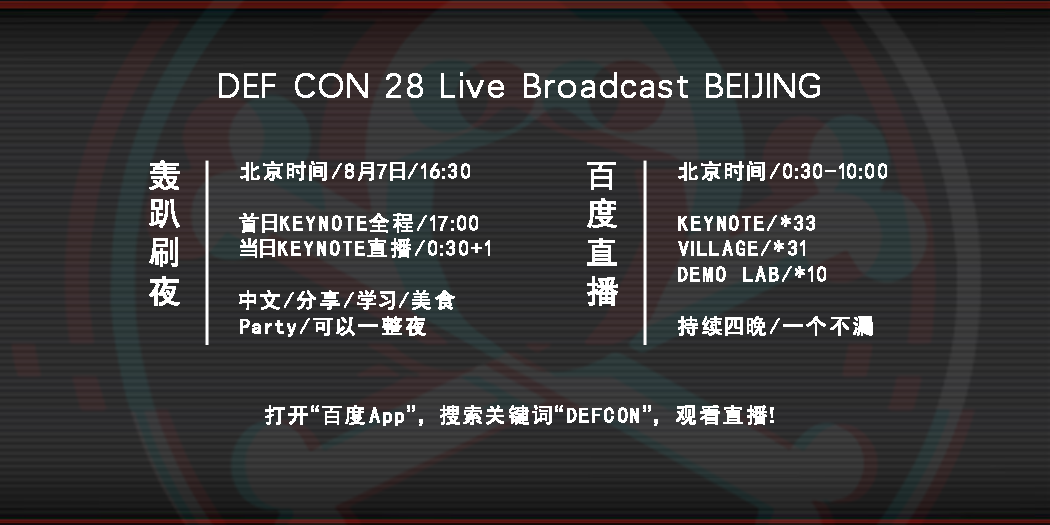 DEF CON 28 Live Broadcast BEIJING
轰趴刷夜
北京时间/8月7日/16:30
首日KEYNOTE全程/17:00
当日KEYNOTE直播/0:30+1
中文/分享/学习/美食
Party/可以一整夜
百度直播
北京时间/0:30-10:00
KEYNOTE/*33
VILLAGE/*31
DEMO LAB/*10
持续四晚/一个不漏
打开“百度App”，搜索关键词“DEFCON”，观看直播!